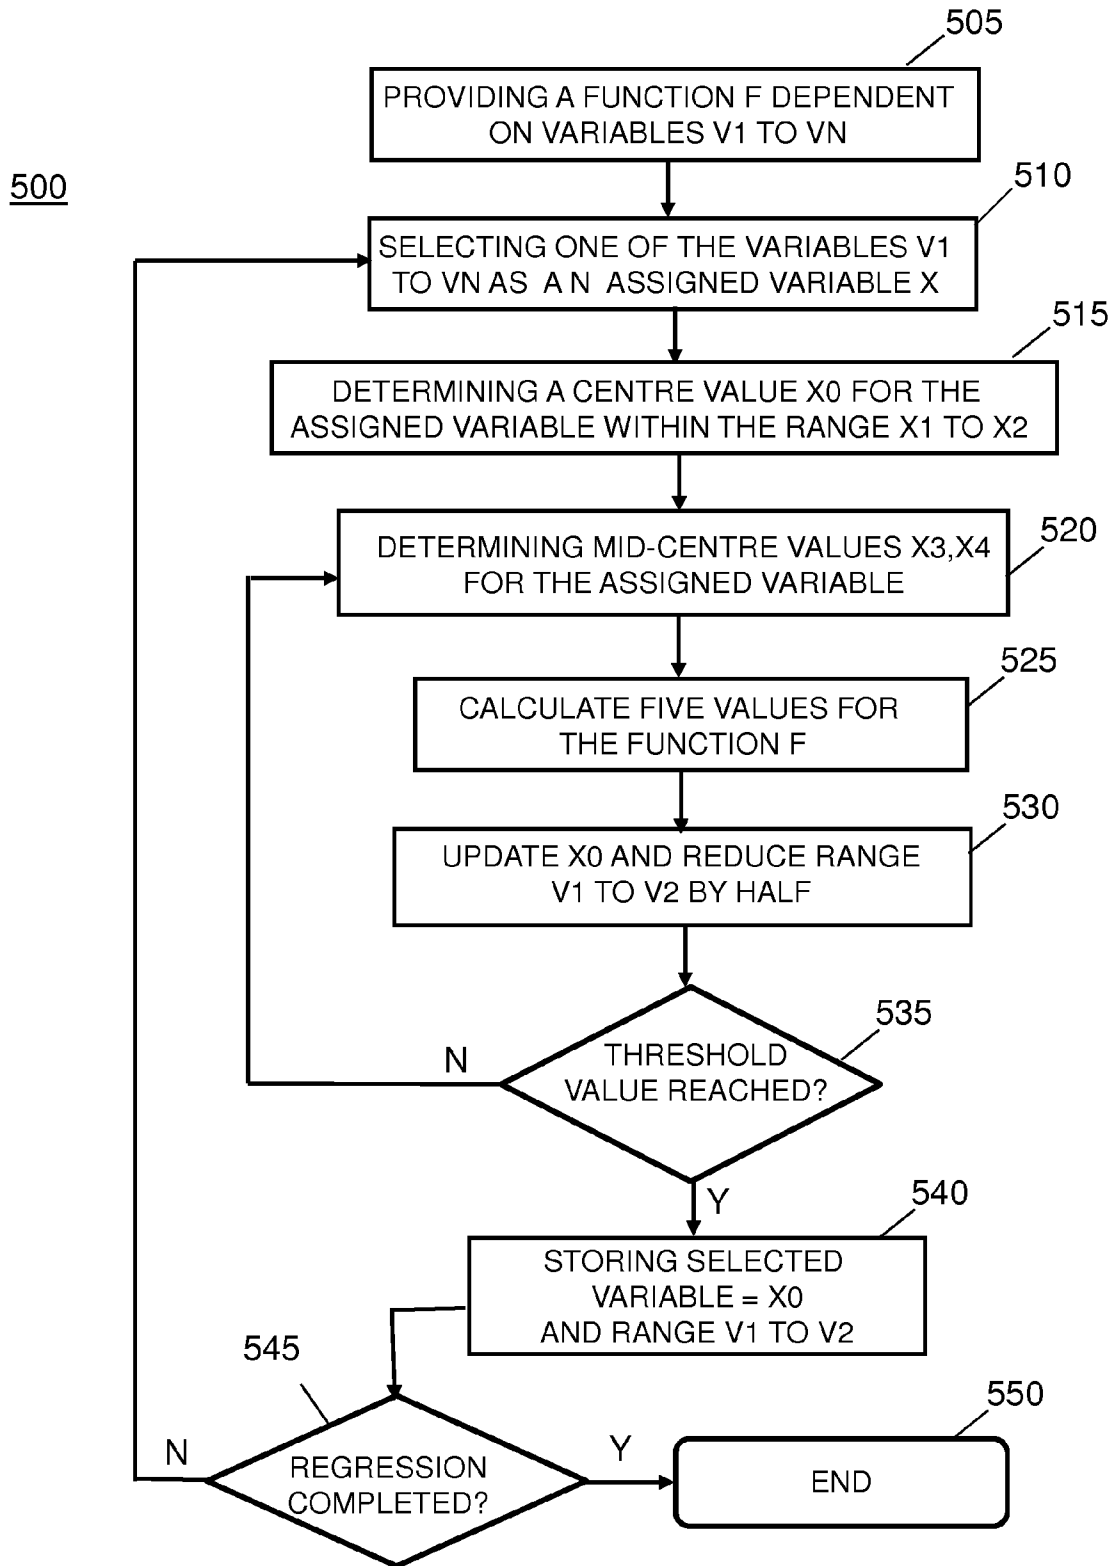 505
PROVIDING A FUNCTION F DEPENDENT
ON VARIABLES V1 TO VN
500
510
SELECTING ONE OF THE VARIABLES V1
TO VN AS A N ASSIGNED VARIABLE X
515
DETERMINING A CENTRE VALUE X0 FOR THE
ASSIGNED VARIABLE WITHIN THE RANGE X1 TO X2
520
DETERMINING MID-CENTRE VALUES X3,X4
FOR THE ASSIGNED VARIABLE
525
CALCULATE FIVE VALUES FOR
THE FUNCTION F
530
UPDATE X0 AND REDUCE RANGE
V1 TO V2 BY HALF
535
N
THRESHOLD
VALUE REACHED?
Y
540
STORING SELECTED
VARIABLE = X0
AND RANGE V1 TO V2
545
N
REGRESSION
COMPLETED?
Y
550
END